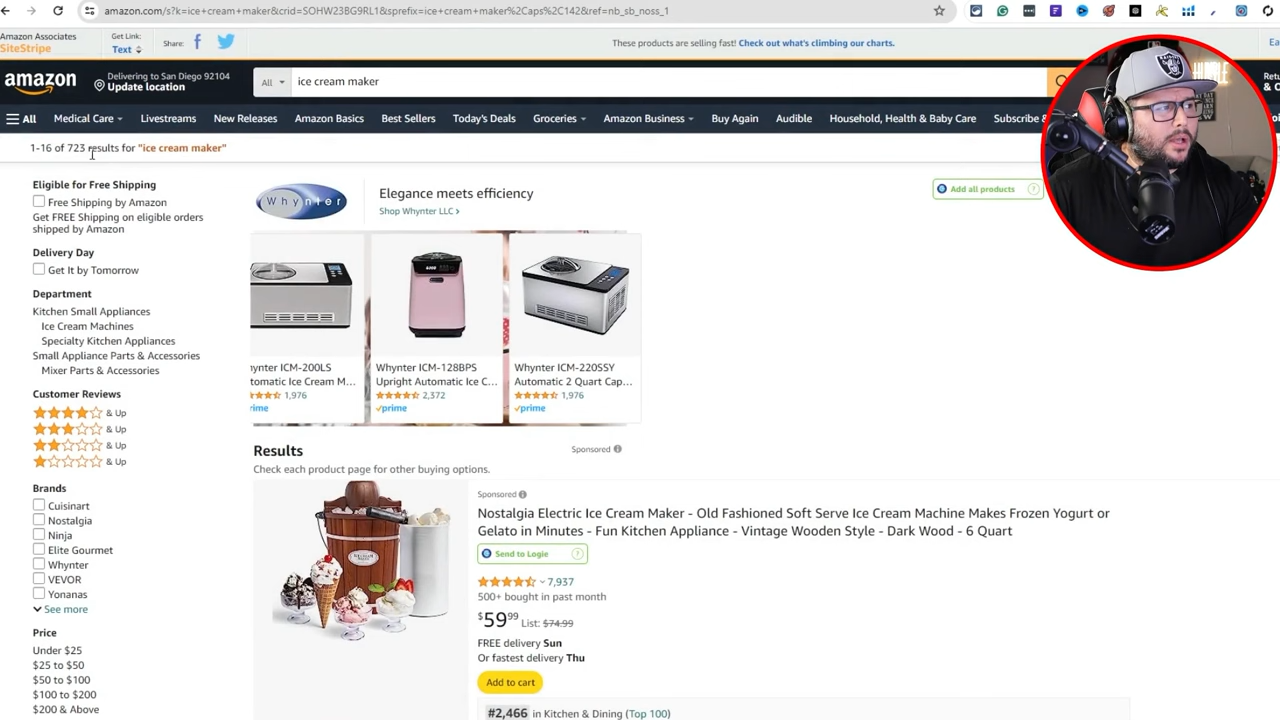 amazon.com/s?k=ice+cream+maker&crid=SOHW23BG9RL1&sprefix=ice+cream+maker%2Caps%2C142&ref=nb_sb_noss_1
Amazon Associates
SiteStripe
Get Link:
Text
Share:
These products are selling fast! Check out what's climbing our charts.
Ea
amazon
Delivering to San Diego 92104
Update location
All
ice cream maker
Retu
& C
All
Medical Care
Livestreams
New Releases
Amazon Basics
Best Sellers
Today's Deals
Groceries
Amazon Business
Buy Again
Audible
Household, Health & Baby Care
Subscribe &
1-16 of 723 results for "ice cream maker"
Eligible for Free Shipping
Free Shipping by Amazon
Get FREE Shipping on eligible orders
shipped by Amazon
Delivery Day
Get It by Tomorrow
Department
Kitchen Small Appliances
Ice Cream Machines
Specialty Kitchen Appliances
Small Appliance Parts & Accessories
Mixer Parts & Accessories
Customer Reviews
& Up
& Up
& Up
& Up
Brands
Cuisinart
Nostalgia
Ninja
Elite Gourmet
Whynter
VEVOR
Yonanas
See more
Price
Under $25
$25 to $50
$50 to $100
$100 to $200
$200 & Above
Whynter
Elegance meets efficiency
Shop Whynter LLC
Add all products
ynter ICM-200LS
tomatic Ice Cream M...
1,976
ime
Whynter ICM-128BPS
Upright Automatic Ice C...
2,372
prime
Whynter ICM-220SSY
Automatic 2 Quart Cap...
1,976
prime
Results
Sponsored
Check each product page for other buying options.
Sponsored
Nostalgia Electric Ice Cream Maker - Old Fashioned Soft Serve Ice Cream Machine Makes Frozen Yogurt or
Gelato in Minutes - Fun Kitchen Appliance - Vintage Wooden Style - Dark Wood - 6 Quart
Send to Logie
7,937
500+ bought in past month
$59 99 List: $74.99
FREE delivery Sun
Or fastest delivery Thu
Add to cart
#2,466 in Kitchen & Dining (Top 100)